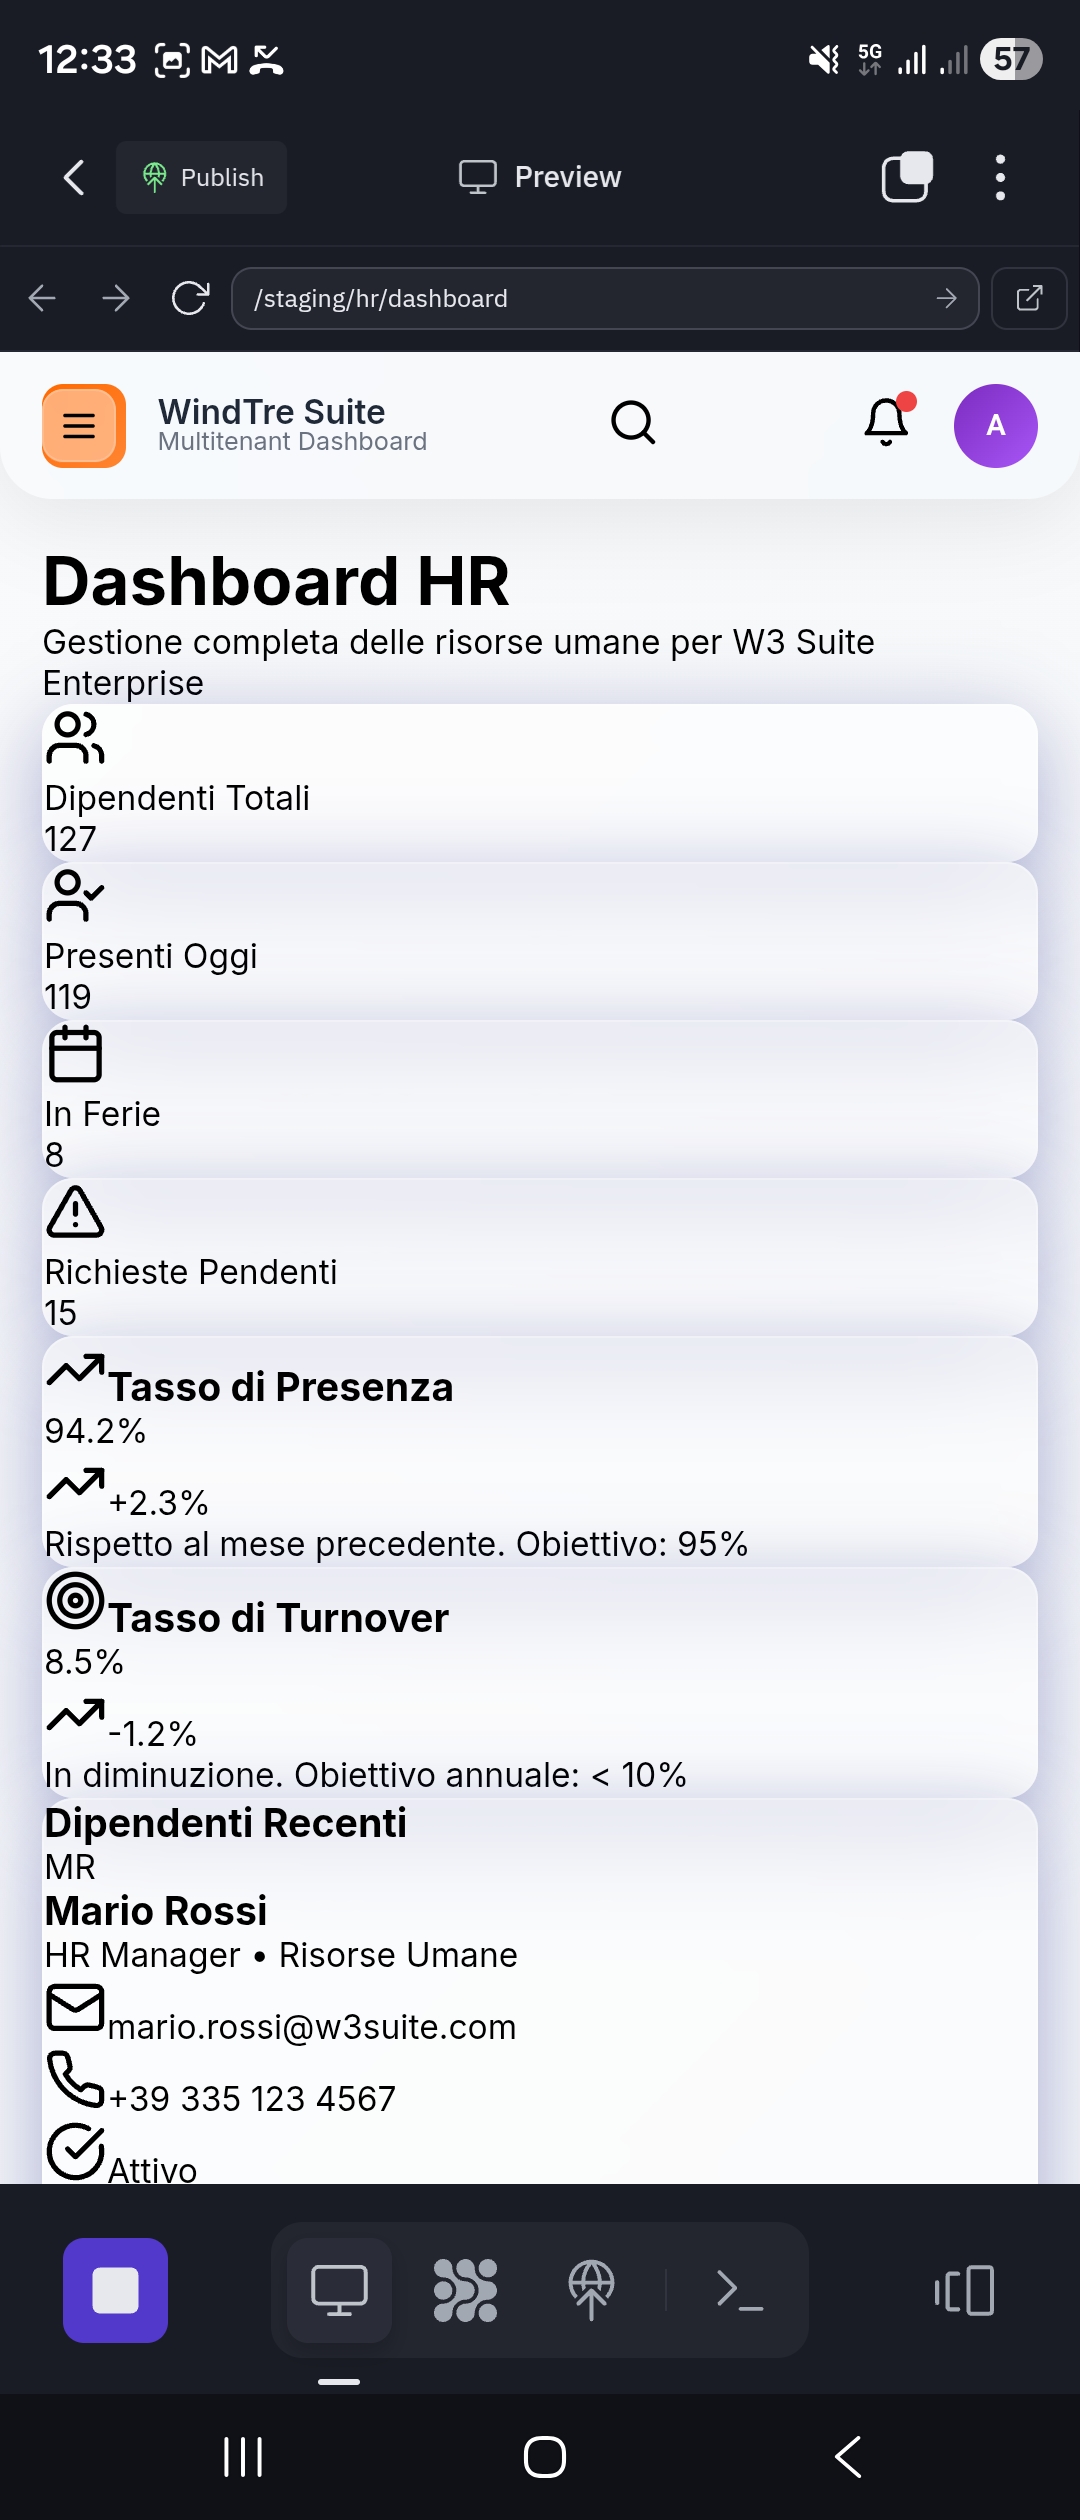 12:33
5G
57
Publish
Preview
/staging/hr/dashboard
WindTre Suite
Multitenant Dashboard
A
Dashboard HR
Gestione completa delle risorse umane per W3 Suite
Enterprise
Dipendenti Totali
127
Presenti Oggi
119
In Ferie
8
Richieste Pendenti
15
Tasso di Presenza
94.2%
+2.3%
Rispetto al mese precedente. Obiettivo: 95%
Tasso di Turnover
8.5%
-1.2%
In diminuzione. Obiettivo annuale: < 10%
Dipendenti Recenti
MR
Mario Rossi
HR Manager • Risorse Umane
mario.rossi@w3suite.com
+39 335 123 4567
Attivo